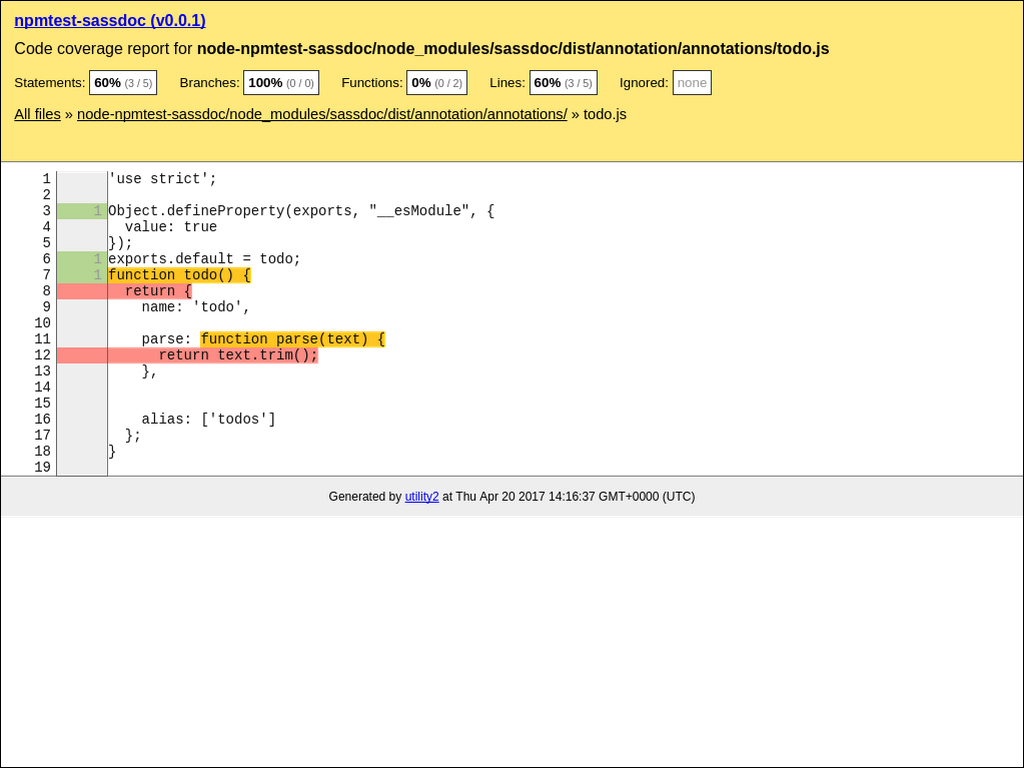 npmtest-sassdoc (v0.0.1)
Code coverage report for node-npmtest-sassdoc/node_modules/sassdoc/dist/annotation/annotations/todo.js
Statements: 60% (3 / 5) Branches: 100% (0 / 0) Functions: 0% (0 / 2) Lines: 60% (3 / 5) Ignored: none
All files » node-npmtest-sassdoc/node_modules/sassdoc/dist/annotation/annotations/ » todo.js
1 'use strict';
2
3 1 Object.defineProperty(exports, "__esModule", {
4   value: true
5 });
6 1 exports.default = todo;
7 1 function todo() {
8   return {
9     name: 'todo',
10
11     parse: function parse(text) {
12       return text.trim();
13     },
14
15
16     alias: ['todos']
17   };
18 }
19
Generated by utility2 at Thu Apr 20 2017 14:16:37 GMT+0000 (UTC)